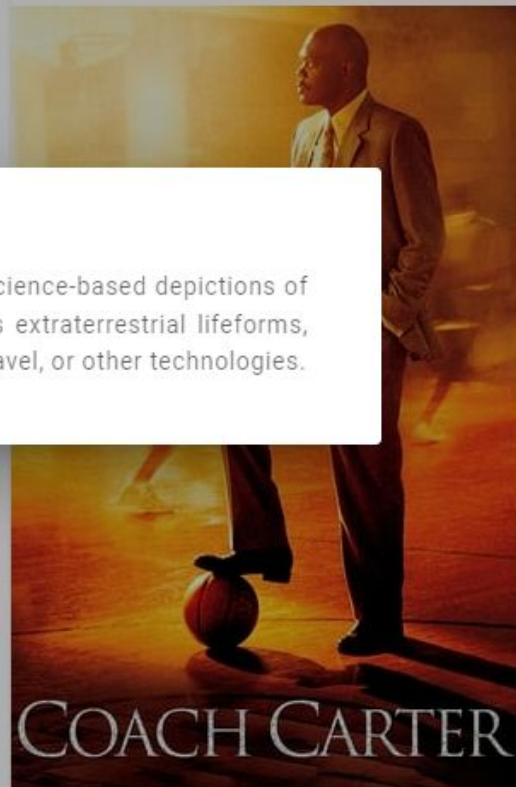 cience-based depictions of
s extraterrestrial lifeforms,
avel, or other technologies.
COACH CARTER